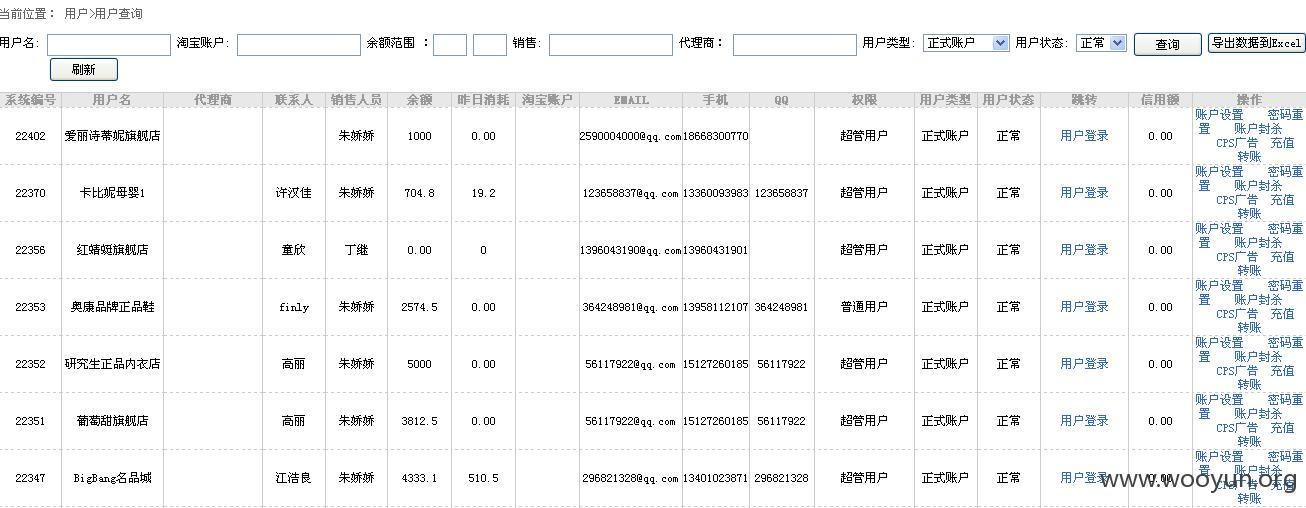 当前位置： 用户>用户查询
用户名: 淘宝账户: 余额范围 : 销售: 代理商: 用户类型: 正式账户 用户状态: 正常 查询 导出数据到Excel
刷新
系统编号 用户名 代理商 联系人 销售人员 余额 昨日消耗 淘宝账户 EMAIL 手机 QQ 权限 用户类型 用户状态 跳转 信用额 操作
22402 爱丽诗蒂妮旗舰店 朱娇娇 1000 0.00 2590004000@qq.com 18668300770 超管用户 正式账户 正常 用户登录 0.00 账户设置 密码重置 账户封杀 CPS广告 充值 转账
22370 卡比妮母婴1 许汉佳 朱娇娇 704.8 19.2 123658837@qq.com 13360093983 123658837 超管用户 正式账户 正常 用户登录 0.00 账户设置 密码重置 账户封杀 CPS广告 充值 转账
22356 红蜻蜓旗舰店 童欣 丁继 0.00 0 1396043190@qq.com 13960431901 超管用户 正式账户 正常 用户登录 0.00 账户设置 密码重置 账户封杀 CPS广告 充值 转账
22353 奥康品牌正品鞋 finly 朱娇娇 2574.5 0.00 364248981@qq.com 13958112107 364248981 普通用户 正式账户 正常 用户登录 0.00 账户设置 密码重置 账户封杀 CPS广告 充值 转账
22352 研究生正品内衣店 高丽 朱娇娇 5000 0.00 56117922@qq.com 15127260185 56117922 超管用户 正式账户 正常 用户登录 0.00 账户设置 密码重置 账户封杀 CPS广告 充值 转账
22351 葡萄甜旗舰店 高丽 朱娇娇 3812.5 0.00 56117922@qq.com 15127260185 56117922 超管用户 正式账户 正常 用户登录 0.00 账户设置 密码重置 账户封杀 CPS广告 充值 转账
22347 BigBang名品城 江浩良 朱娇娇 4333.1 510.5 296821328@qq.com 13401023871 296821328 超管用户 正式账户 正常 用户登录 0.00 账户设置 密码重置 账户封杀 CPS广告 充值 转账
www.wooyun.org